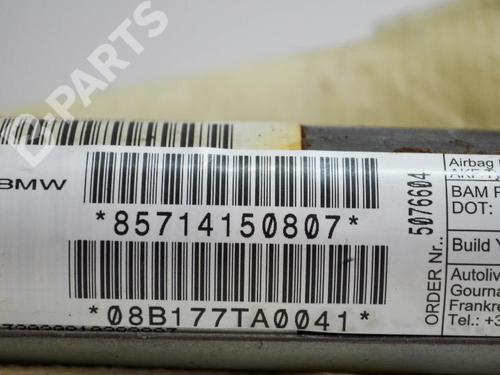 B-PARTS
BMW
*85714150807*
*08B177TA0041*
ORDER Nr.: 5076604
Airbag
BAM
DOT:
Build
Autoliv
Gourna
Frankre
Tel.: +3